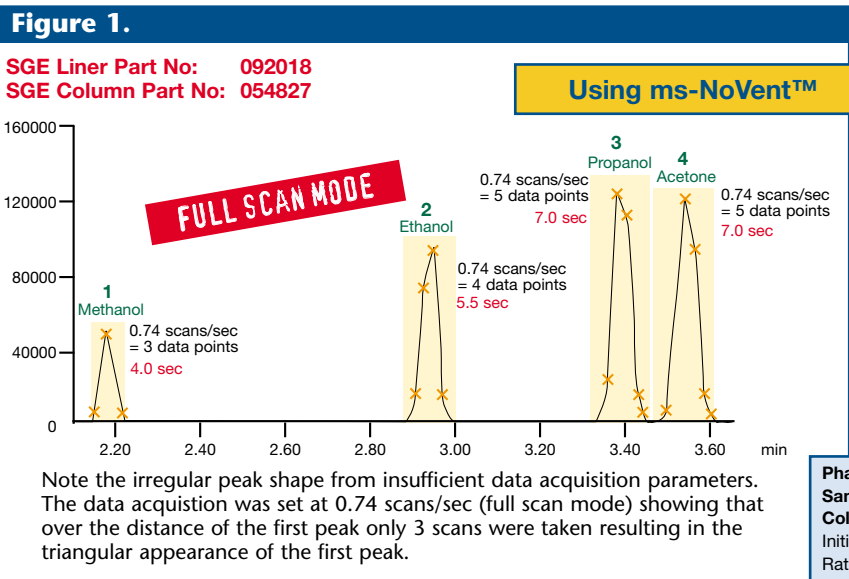 Figure 1.
SGE Liner Part No: 092018
SGE Column Part No: 054827
Using ms-NoVent™
160000
120000
80000
40000
0
FULL SCAN MODE
1
Methanol
0.74 scans/sec
= 3 data points
4.0 sec
2
Ethanol
0.74 scans/sec
= 4 data points
5.5 sec
3
Propanol
0.74 scans/sec
= 5 data points
7.0 sec
4
Acetone
0.74 scans/sec
= 5 data points
7.0 sec
2.20 2.40 2.60 2.80 3.00 3.20 3.40 3.60 min
Note the irregular peak shape from insufficient data acquisition parameters.
The data acquistion was set at 0.74 scans/sec (full scan mode) showing that
over the distance of the first peak only 3 scans were taken resulting in the
triangular appearance of the first peak.
Pha
Sar
Col
Initi
Rat